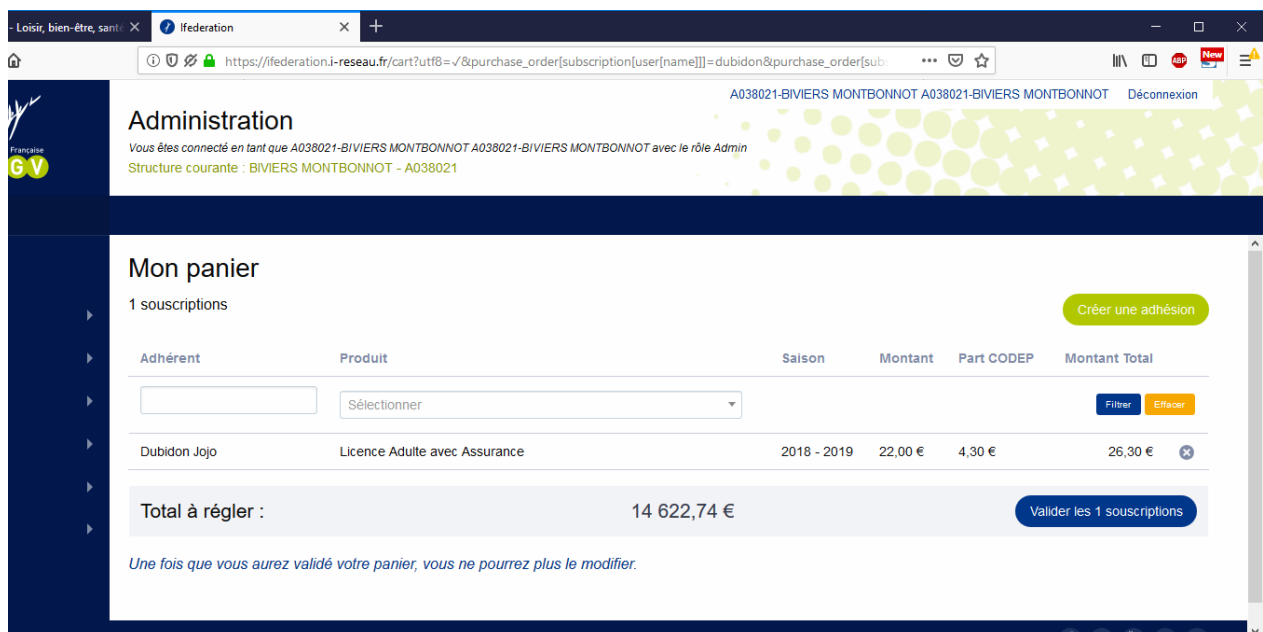 - Loisir, bien-être, santé
Ifederation
https://ifederation.i-reseau.fr/cart?utf8=✓&purchase_order[subscription[user[name]]]=dubidon&purchase_order[sub
ABP
New
A038021-BIVIERS MONTBONNOT A038021-BIVIERS MONTBONNOT Déconnexion
Administration
Française
Vous êtes connecté en tant que A038021-BIVIERS MONTBONNOT A038021-BIVIERS MONTBONNOT avec le rôle Admin
GV
Structure courante : BIVIERS MONTBONNOT - A038021
Mon panier
1 souscriptions
Créer une adhésion
Adhérent Produit Saison Montant Part CODEP Montant Total
Sélectionner Filtrer Effacer
Dubidon Jojo Licence Adulte avec Assurance 2018 - 2019 22,00 € 4,30 € 26,30 €
Total à régler : 14 622,74 € Valider les 1 souscriptions
Une fois que vous aurez validé votre panier, vous ne pourrez plus le modifier.